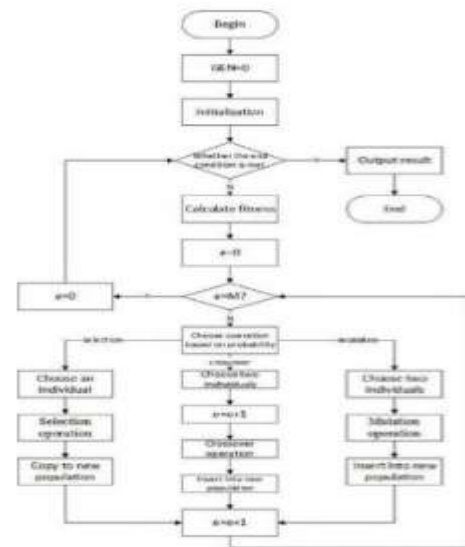 Begin
GEN=0
Initialisation
Whether the end
condition is met
Output result
N
Calculate fitness
End
a=0
a=0
a=M?
N
Choose operation
based on probability
selection
crossover
mutation
Choose an
individual
Choose two
individuals
Choose two
individuals
Selection
operation
a=a+1
Mutation
operation
Crossover
operation
Copy to new
population
Insert into new
population
Insert into new
population
a=a+1